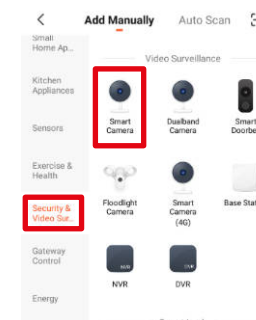 Add Manually
Auto Scan
Small
Home Ap...
Video Surveillance
Kitchen
Appliances
Smart
Camera
Dualband
Camera
Smart
Doorbe
Sensors
Exercise &
Health
Floodlight
Camera
Smart
Camera
(4G)
Base Stat
Security &
Video Sur...
Gateway
Control
NVR
DVR
Energy